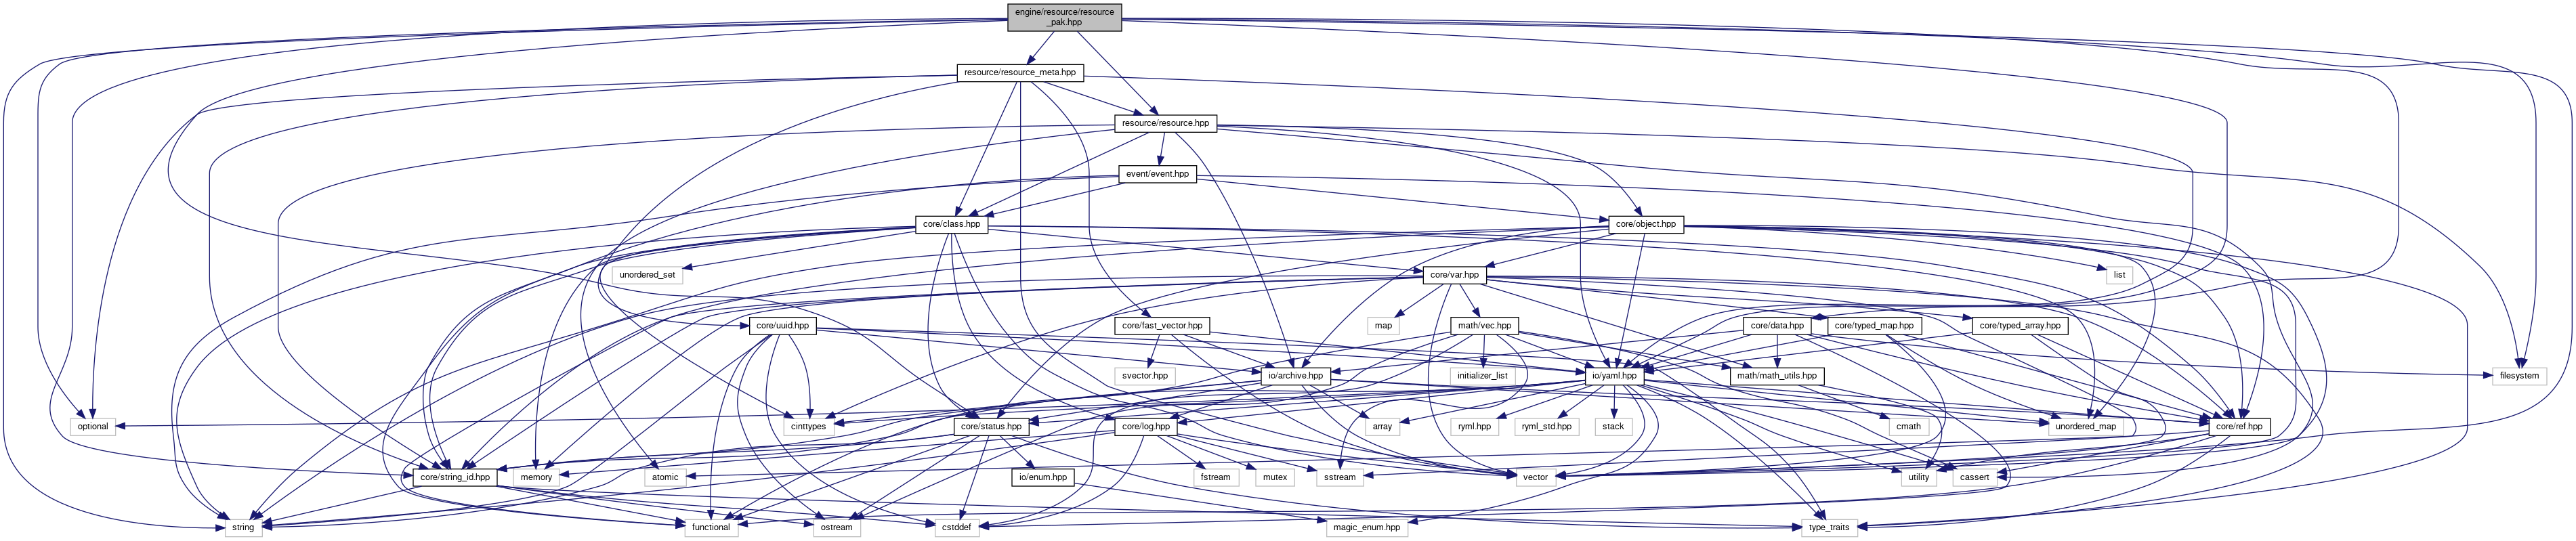 engine/resource/resource
_pak.hpp
resource/resource_meta.hpp
resource/resource.hpp
event/event.hpp
core/class.hpp
core/object.hpp
unordered_set
core/var.hpp
list
core/uuid.hpp
core/fast_vector.hpp
map
math/vec.hpp
core/data.hpp
core/typed_map.hpp
core/typed_array.hpp
svector.hpp
io/archive.hpp
initializer_list
io/yaml.hpp
math/math_utils.hpp
filesystem
optional
cinttypes
core/status.hpp
core/log.hpp
array
ryml.hpp
ryml_std.hpp
stack
cmath
unordered_map
core/ref.hpp
core/string_id.hpp
memory
atomic
io/enum.hpp
fstream
mutex
sstream
vector
utility
cassert
string
functional
ostream
cstddef
magic_enum.hpp
type_traits